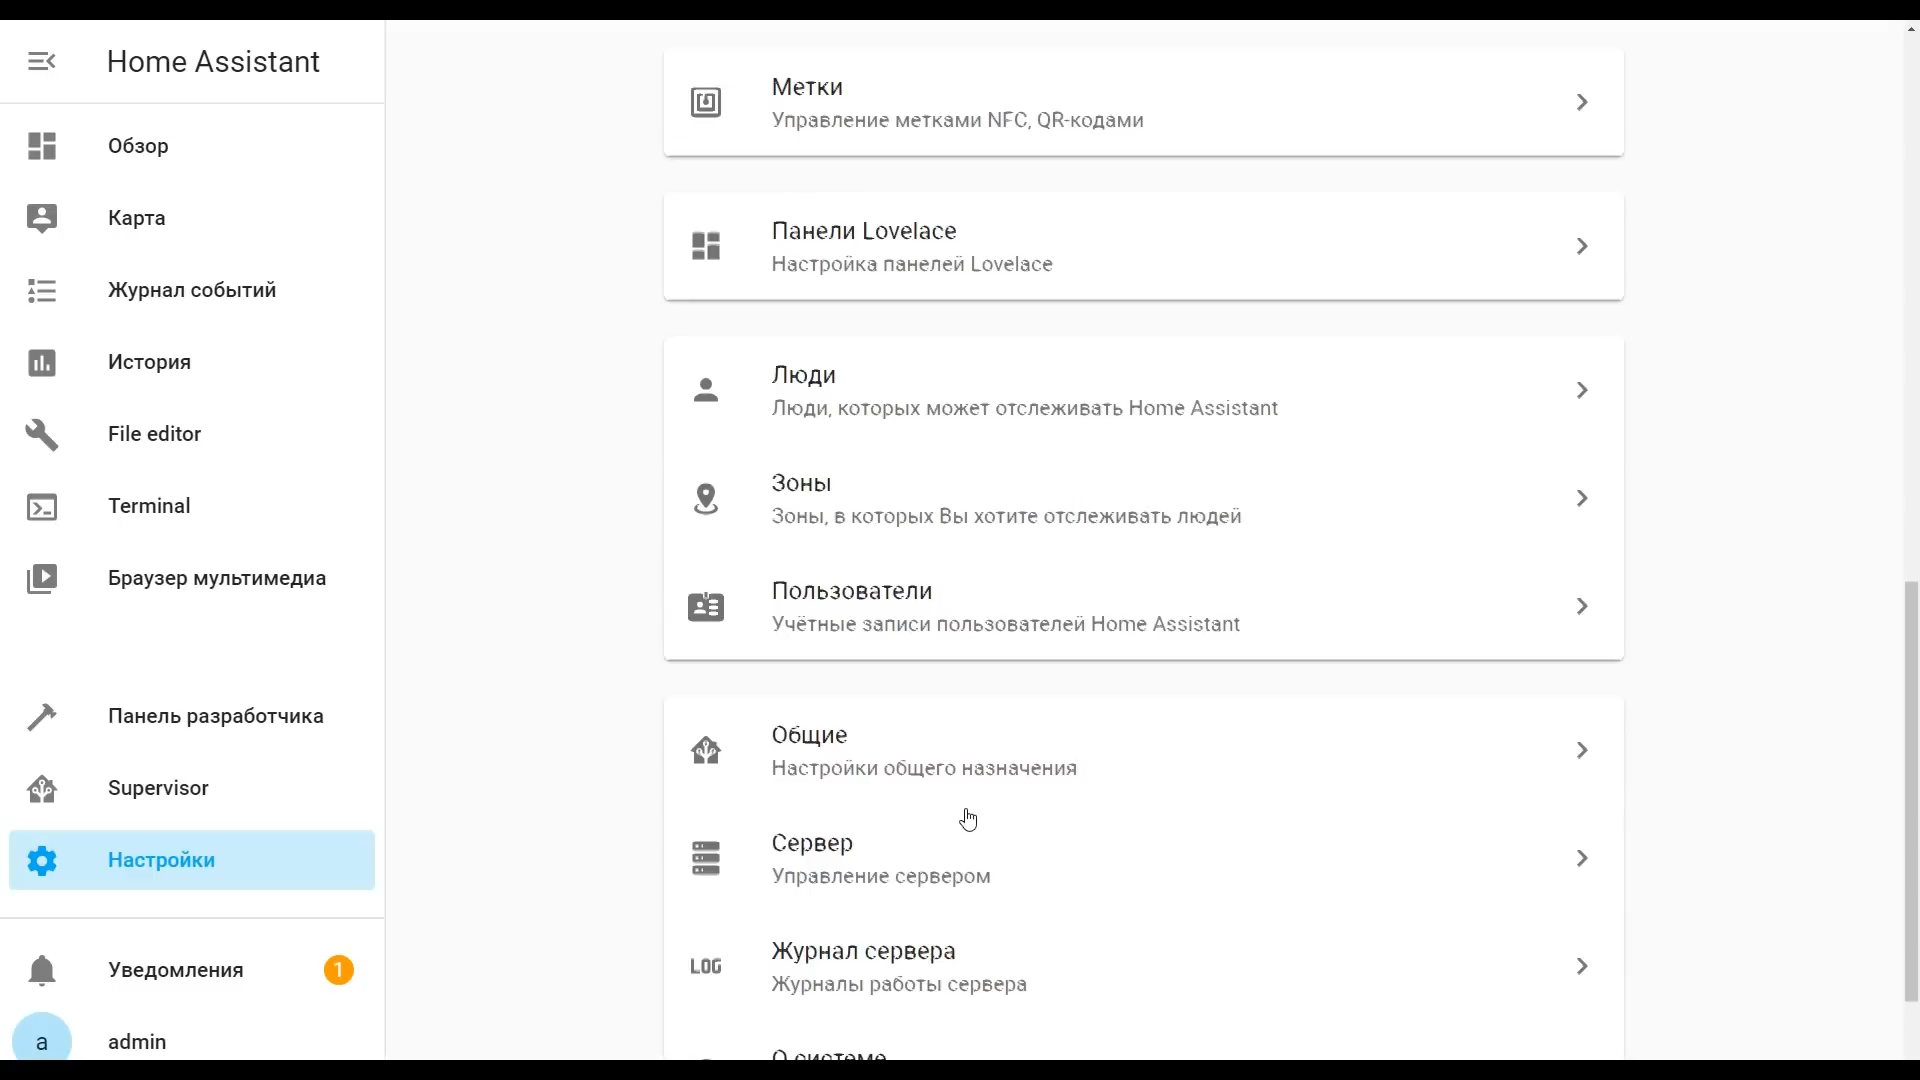 Home Assistant
Обзор
Карта
Журнал событий
История
File editor
Terminal
Браузер мультимедиа
Панель разработчика
Supervisor
Настройки
Уведомления 1
a admin
Метки
Управление метками NFC, QR-кодами
Панели Lovelace
Настройка панелей Lovelace
Люди
Люди, которых может отслеживать Home Assistant
Зоны
Зоны, в которых Вы хотите отслеживать людей
Пользователи
Учётные записи пользователей Home Assistant
Общие
Настройки общего назначения
Сервер
Управление сервером
LOG
Журнал сервера
Журналы работы сервера
О системе